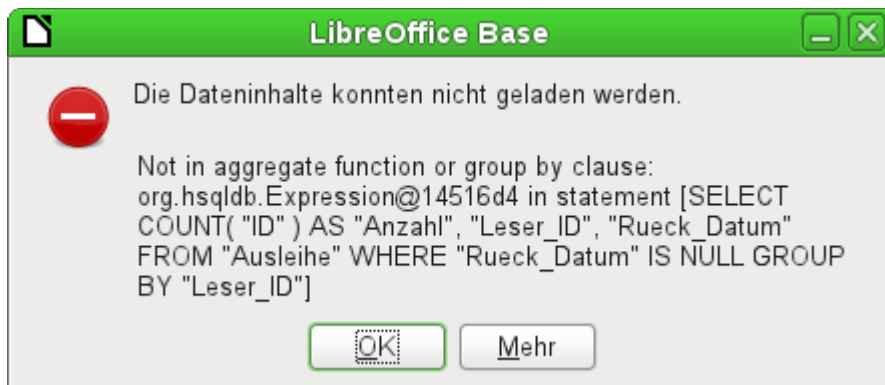 LibreOffice Base
Die Dateninhalte konnten nicht geladen werden.
Not in aggregate function or group by clause:
org.hsqldb.Expression@14516d4 in statement [SELECT
COUNT( "ID" ) AS "Anzahl", "Leser_ID", "Rueck_Datum"
FROM "Ausleihe" WHERE "Rueck_Datum" IS NULL GROUP
BY "Leser_ID"]
OK
Mehr